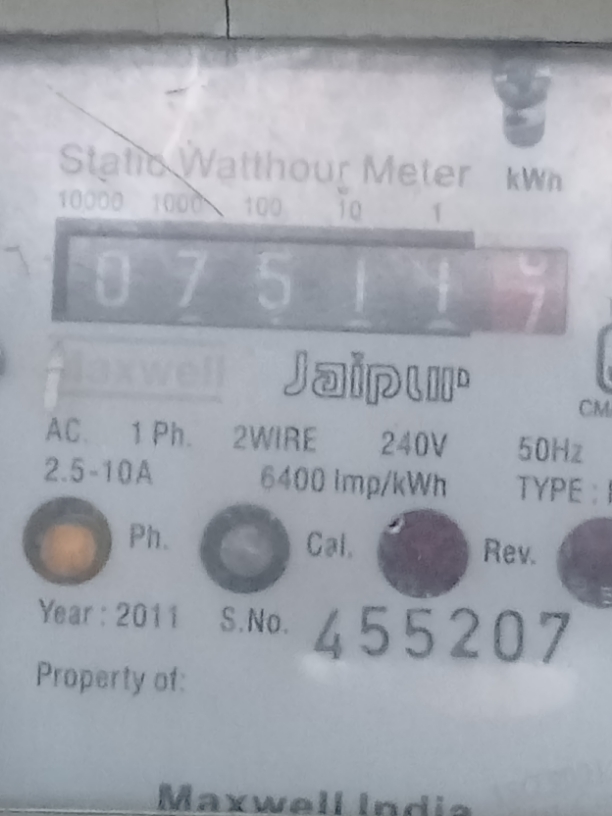 Static Watthour Meter kWh
10000 1000 100 10 1
0 7 5 1 4
Maxwell Jaipur
AC. 1 Ph. 2WIRE 240V 50Hz
2.5-10A 6400 Imp/kWh TYPE :
Ph. Cal. Rev.
Year : 2011 S.No. 455207
Property of:
Maxwell India